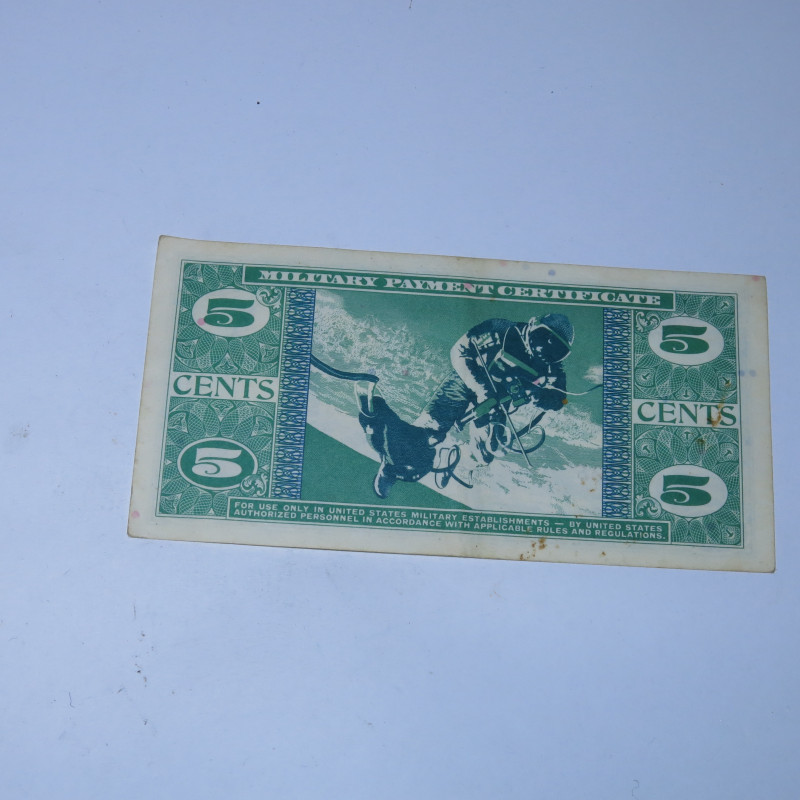 MILITARY PAYMENT CERTIFICATE
5
CENTS
5
5
CENTS
5
FOR USE ONLY IN UNITED STATES MILITARY ESTABLISHMENTS — BY UNITED STATES
AUTHORIZED PERSONNEL IN ACCORDANCE WITH APPLICABLE RULES AND REGULATIONS.